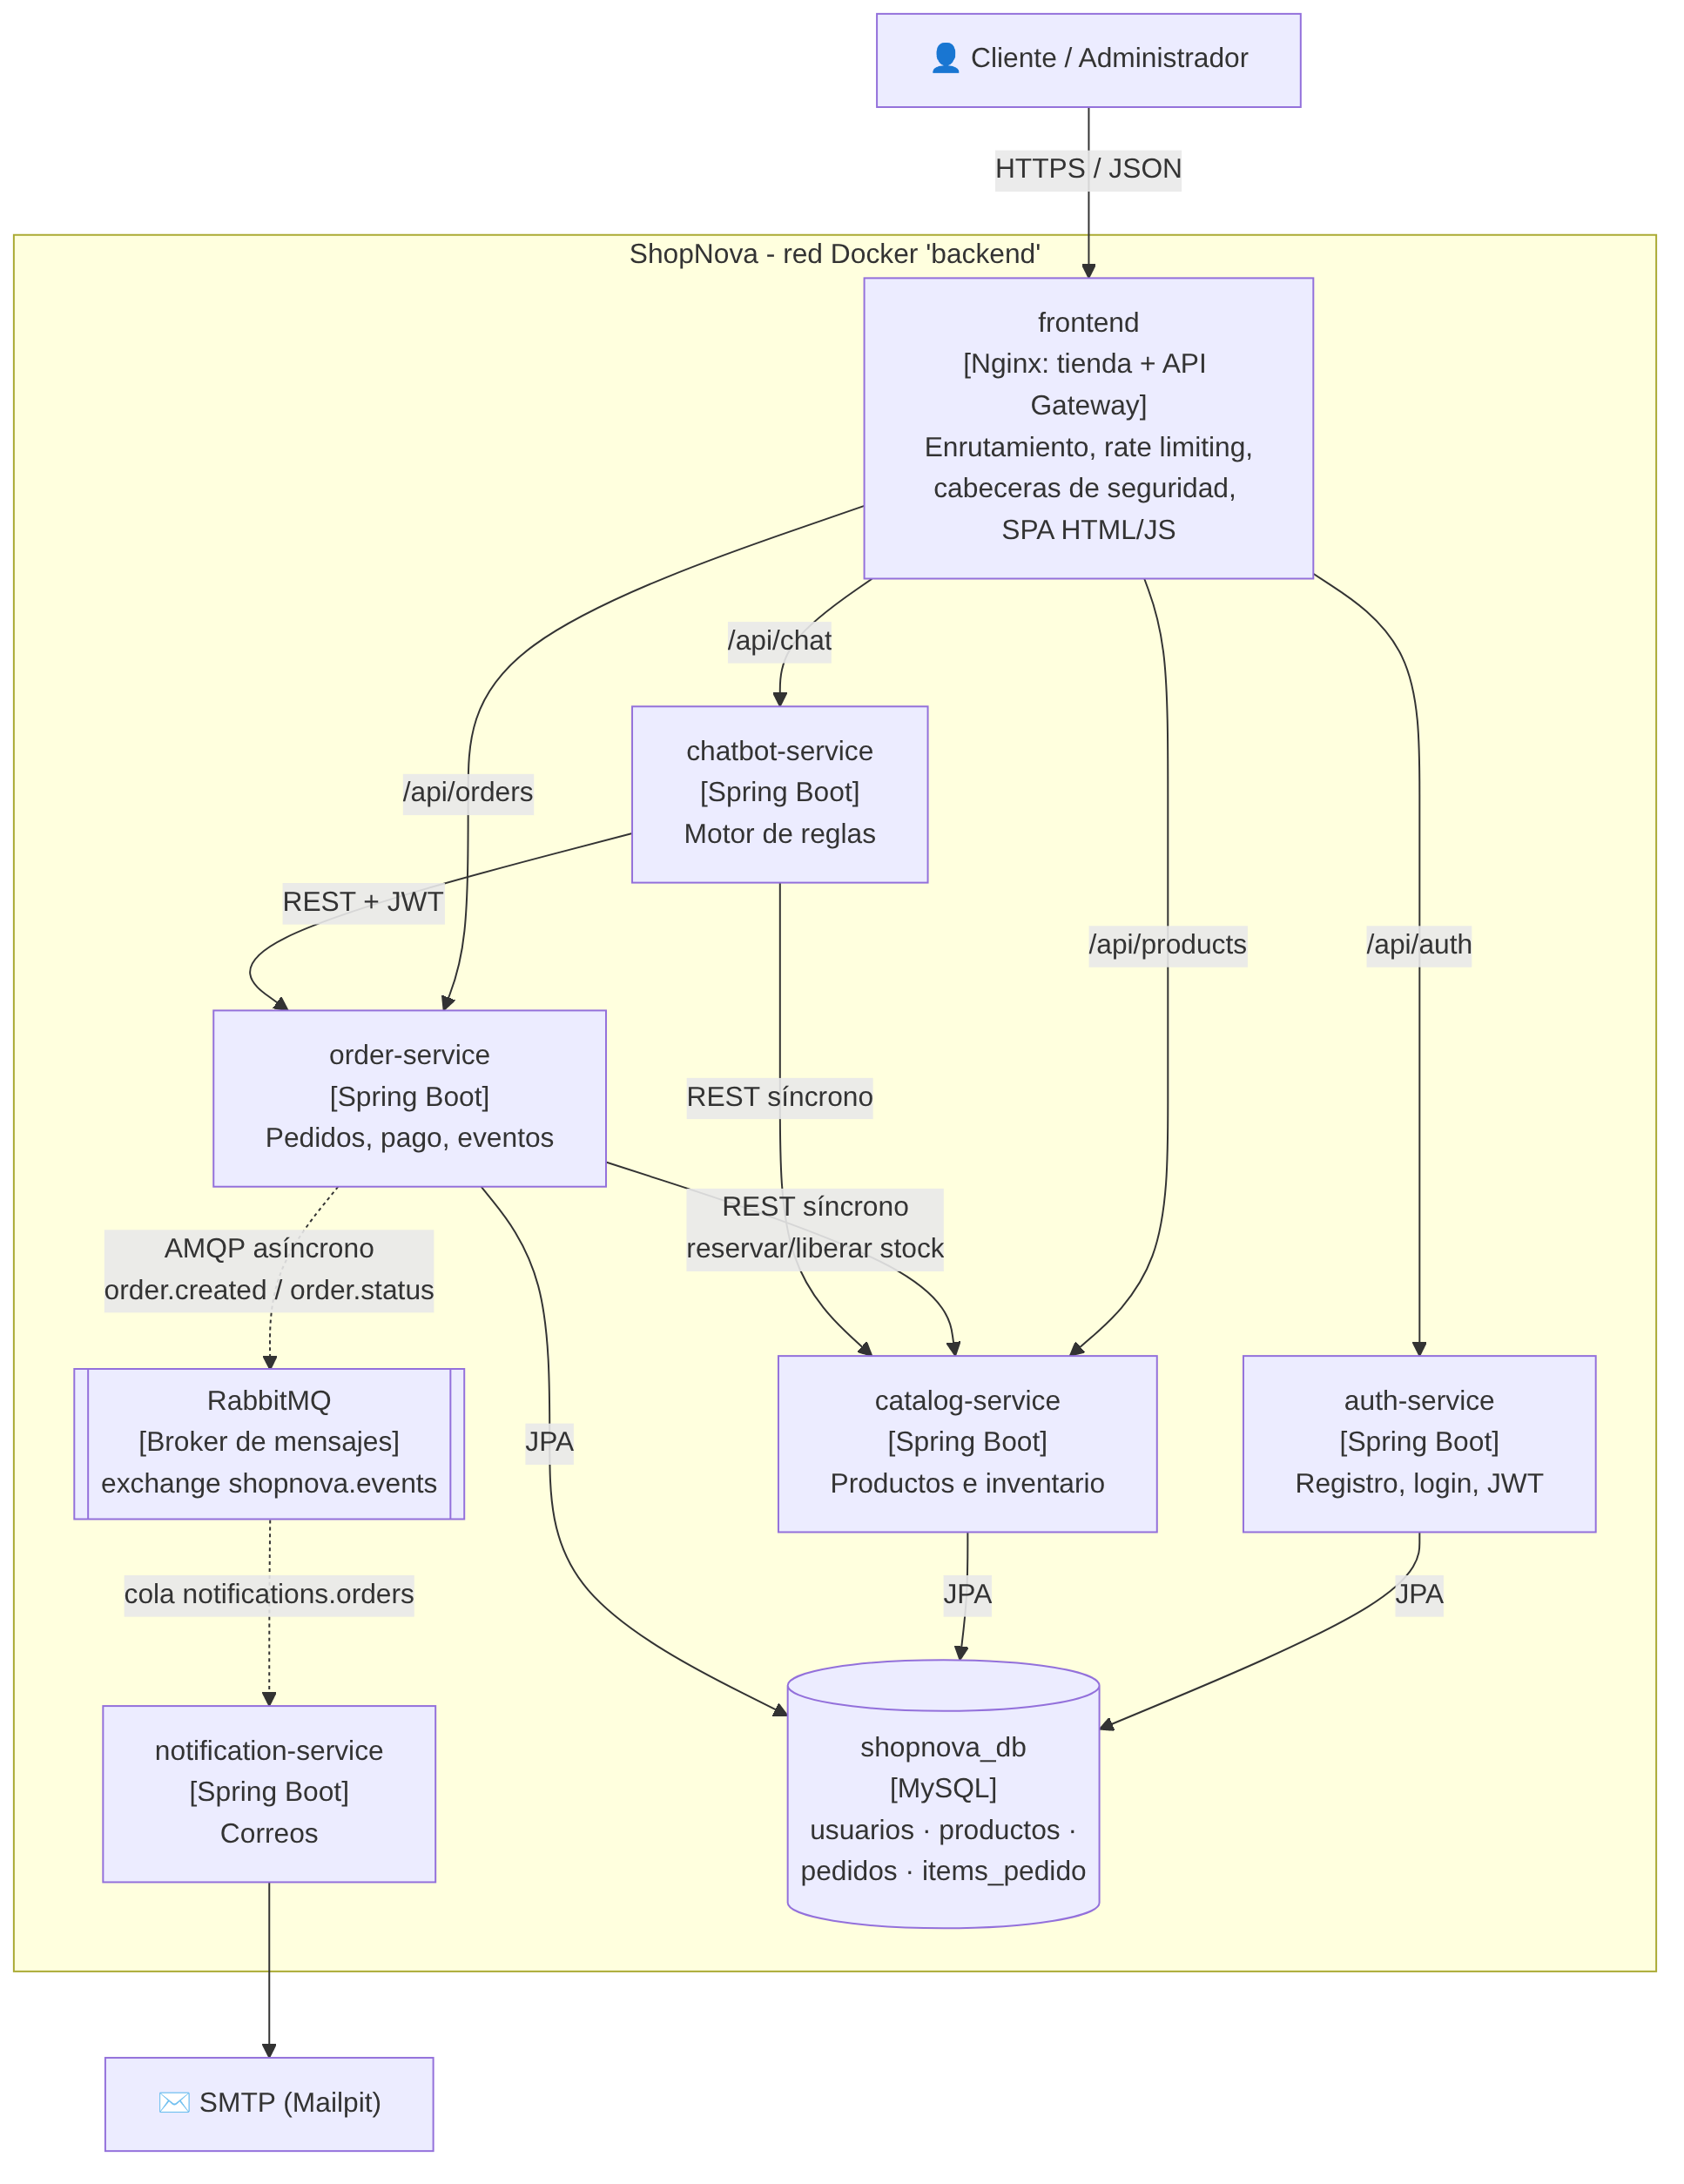 👤 Cliente / Administrador
HTTPS / JSON
ShopNova - red Docker 'backend'
frontend
[Nginx: tienda + API
Gateway]
Enrutamiento, rate limiting,
cabeceras de seguridad,
SPA HTML/JS
/api/chat
chatbot-service
[Spring Boot]
Motor de reglas
/api/orders
REST + JWT
/api/products
/api/auth
order-service
[Spring Boot]
Pedidos, pago, eventos
REST síncrono
REST síncrono
reservar/liberar stock
AMQP asíncrono
order.created / order.status
RabbitMQ
[Broker de mensajes]
exchange shopnova.events
JPA
catalog-service
[Spring Boot]
Productos e inventario
auth-service
[Spring Boot]
Registro, login, JWT
cola notifications.orders
JPA
JPA
notification-service
[Spring Boot]
Correos
shopnova_db
[MySQL]
usuarios · productos ·
pedidos · items_pedido
✉️ SMTP (Mailpit)